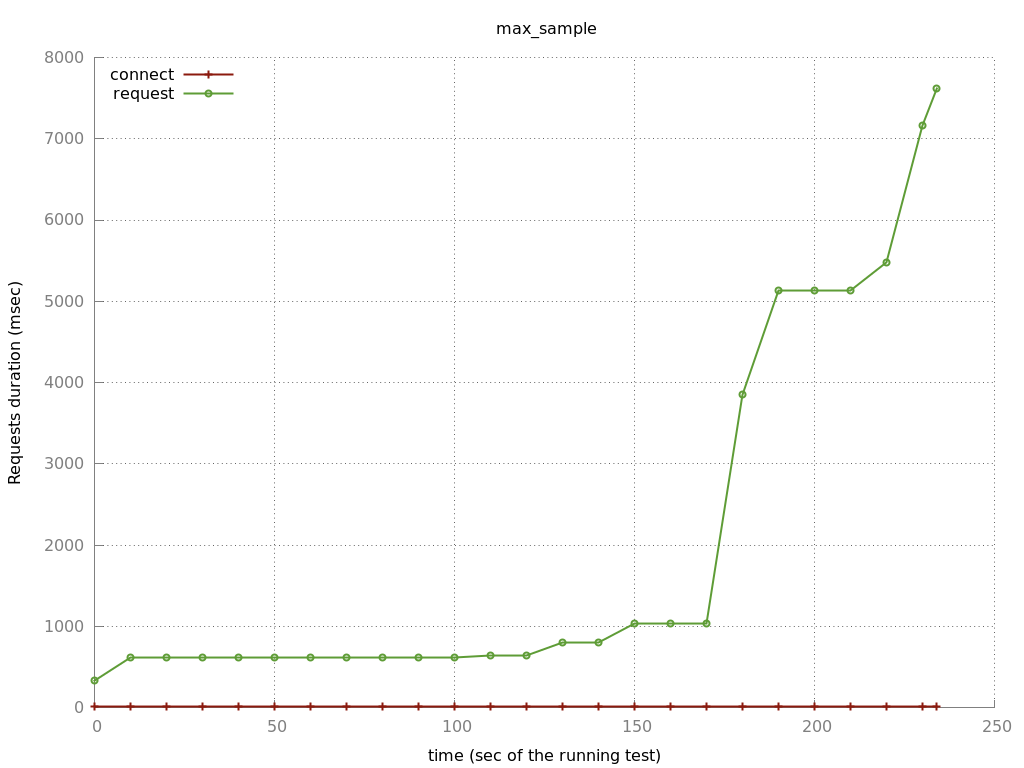 max_sample
connect
request
8000
7000
6000
5000
4000
3000
2000
1000
0
Requests duration (msec)
0 50 100 150 200 250
time (sec of the running test)